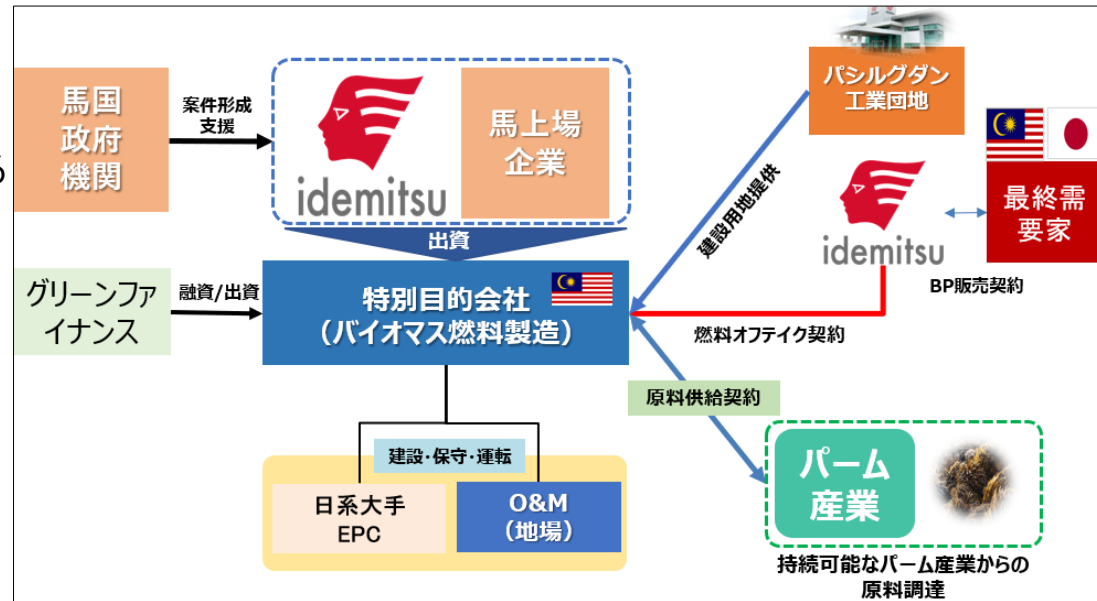 馬国
政府
機関
案件形成
支援
idemitsu
馬上場
企業
出資
パシルグダン
工業団地
建設用地提供
idemitsu
最終需
要家
BP販売契約
グリーンファ
イナンス
融資/出資
特別目的会社
(バイオマス燃料製造)
燃料オフテイク契約
原料供給契約
建設・保守・運転
日系大手
EPC
O&M
(地場)
パーム
産業
持続可能なパーム産業からの
原料調達